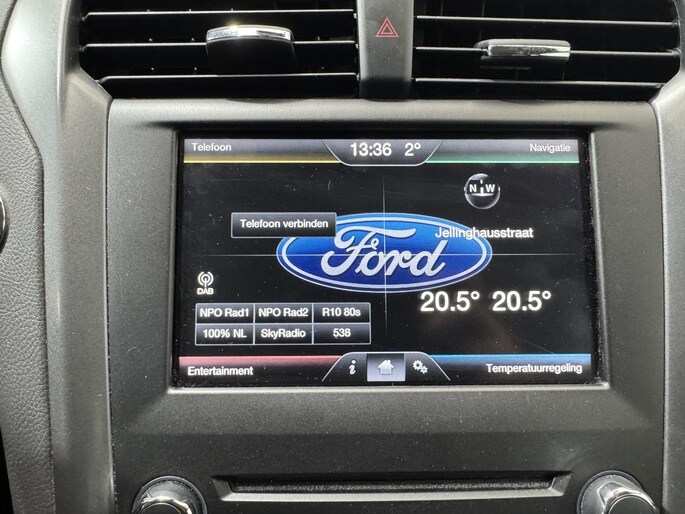 Telefoon
13:36 2°
Navigatie
N W
Telefoon verbinden
Ford
Jellinghausstraat
DAB
20.5° 20.5°
NPO Rad1 NPO Rad2 R10 80s
100% NL SkyRadio 538
Entertainment
i
Temperatuurregeling